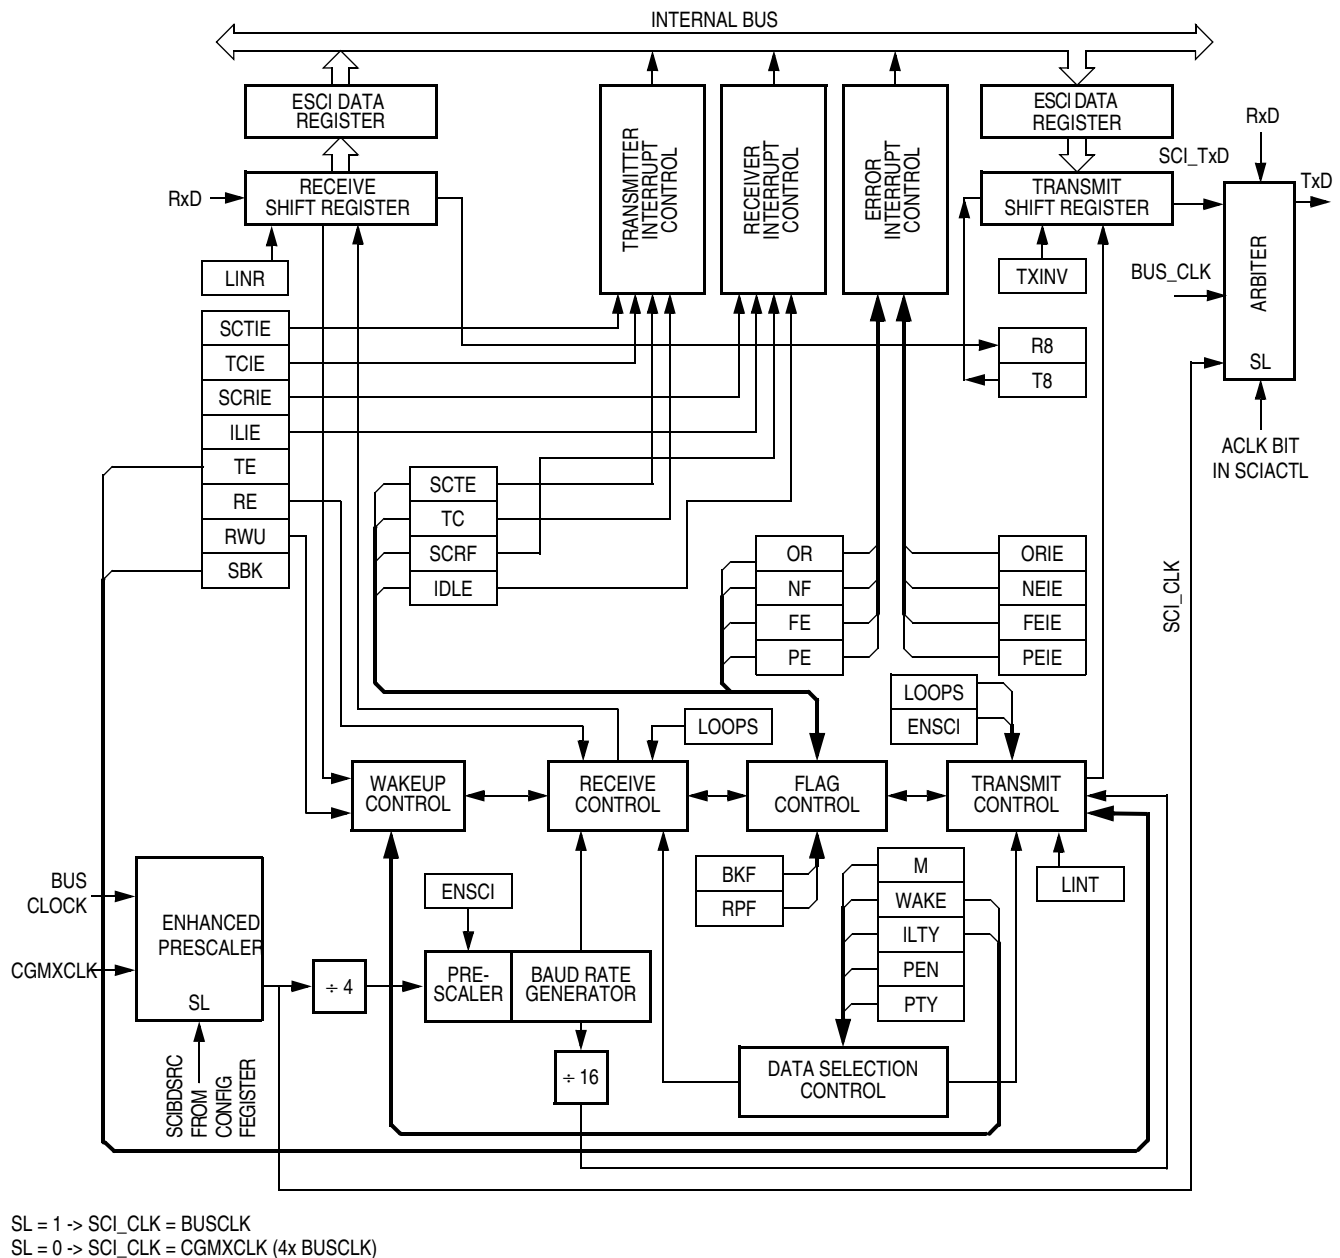 INTERNAL BUS
ESCI DATA
REGISTER
TRANSMITTER
INTERRUPT
CONTROL
RECEIVER
INTERRUPT
CONTROL
ERROR
INTERRUPT
CONTROL
ESCI DATA
REGISTER
RxD
SCI_TxD
RxD
RECEIVE
SHIFT REGISTER
TRANSMIT
SHIFT REGISTER
TxD
LINR
TXINV
BUS_CLK
ARBITER
SL
SCTIE
TCIE
SCRIE
ILIE
TE
RE
RWU
SBK
R8
T8
ACLK BIT
IN SCIACTL
SCTE
TC
SCRF
IDLE
OR
NF
FE
PE
ORIE
NEIE
FEIE
PEIE
SCI_CLK
LOOPS
ENSCI
LOOPS
WAKEUP
CONTROL
RECEIVE
CONTROL
FLAG
CONTROL
TRANSMIT
CONTROL
BKF
RPF
M
WAKE
ILTY
PEN
PTY
LINT
BUS
CLOCK
CGMXCLK
ENHANCED
PRESCALER
SL
ENSCI
÷ 4
PRE-
SCALER
BAUD RATE
GENERATOR
÷ 16
DATA SELECTION
CONTROL
SCIBDSRC
FROM
CONFIG
FEGISTER
SL = 1 -> SCI_CLK = BUSCLK
SL = 0 -> SCI_CLK = CGMXCLK (4x BUSCLK)